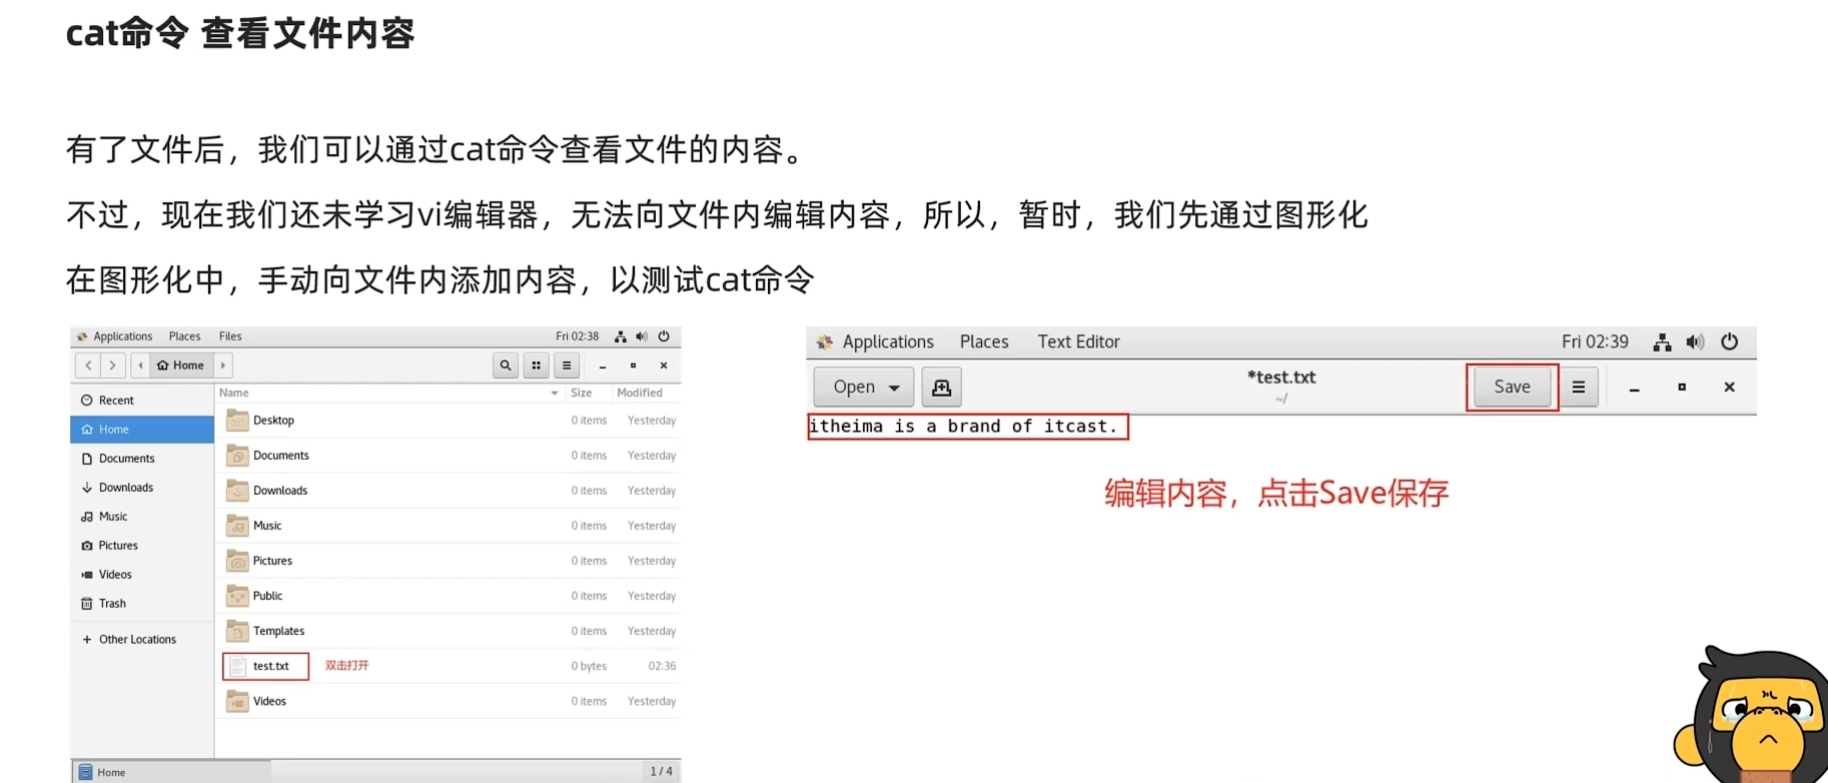 cat命令 查看文件内容
有了文件后，我们可以通过cat命令查看文件的内容。
不过，现在我们还未学习vi编辑器，无法向文件内编辑内容，所以，暂时，我们先通过图形化
在图形化中，手动向文件内添加内容，以测试cat命令
Applications Places Files Fri 02:38
Home
Name Size Modified
Recent
Home
Documents
Downloads
Music
Pictures
Videos
Trash
+ Other Locations
Desktop 0 items Yesterday
Documents 0 items Yesterday
Downloads 0 items Yesterday
Music 0 items Yesterday
Pictures 0 items Yesterday
Public 0 items Yesterday
Templates 0 items Yesterday
test.txt 双击打开 0 bytes 02:36
Videos 0 items Yesterday
Home 1 / 4
Applications Places Text Editor Fri 02:39
Open *test.txt Save
~/
itheima is a brand of itcast.
编辑内容，点击Save保存